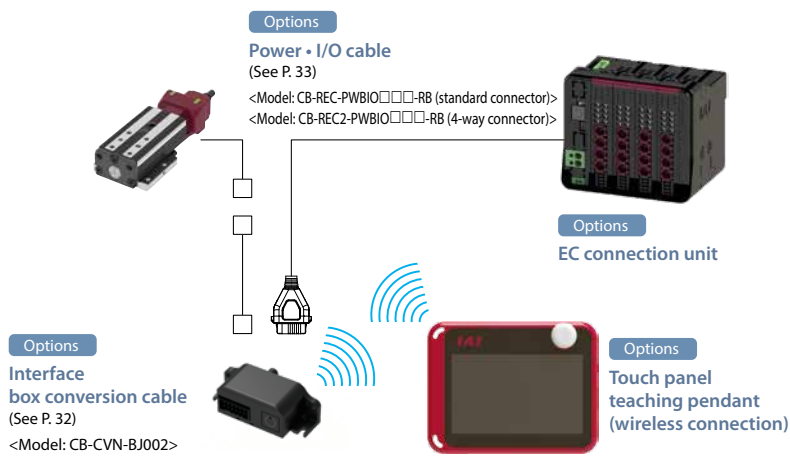 Options
Power • I/O cable
(See P. 33)
<Model: CB-REC-PWBIO□□□-RB (standard connector)>
<Model: CB-REC2-PWBIO□□□-RB (4-way connector)>
Options
EC connection unit
Options
Interface
box conversion cable
(See P. 32)
<Model: CB-CVN-BJ002>
IAI
Options
Touch panel
teaching pendant
(wireless connection)